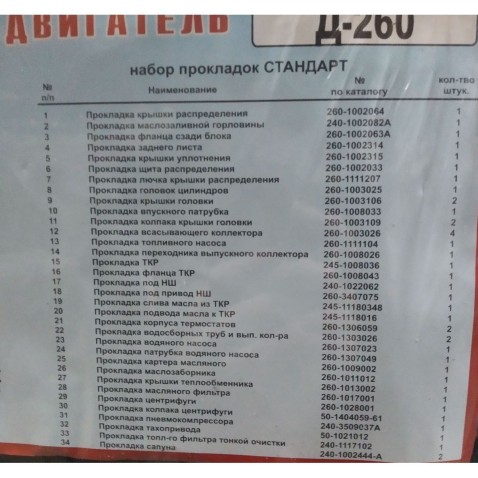 ДВИГАТЕЛЬ Д-260
набор прокладок СТАНДАРТ
№ п/п Наименование № по каталогу кол-тво штук.
1 Прокладка крышки распределения 260-1002064 1
2 Прокладка маслозаливной горловины 240-1002082А 1
3 Прокладка фланца сзади блока 260-1002063А 1
4 Прокладка заднего листа 260-1002314 1
5 Прокладка крышки уплотнения 260-1002315 1
6 Прокладка щита распределения 260-1002033 1
7 Прокладка лючка крышки распределения 260-1111207 1
8 Прокладка головок цилиндров 260-1003025 1
9 Прокладка крышки головки 260-1003106 2
10 Прокладка впускного патрубка 260-1008033 1
11 Прокладка колпака крышки головки 260-1003109 2
12 Прокладка всасывающего коллектора 260-1003026 4
13 Прокладка топливного насоса 260-1111104 1
14 Прокладка переходника выпускного коллектора 260-1008026 1
15 Прокладка ТКР 245-1008036 1
16 Прокладка фланца ТКР 260-1008043 1
17 Прокладка под НШ 240-1022062 1
18 Прокладка под привод НШ 260-3407075 1
19 Прокладка слива масла из ТКР 245-11180348 1
20 Прокладка подвода масла к ТКР 245-1118016 1
21 Прокладка корпуса термостатов 260-1306059 2
22 Прокладка водосборных труб и вып. кол-ра 260-1303026 2
23 Прокладка водяного насоса 260-1307023 1
24 Прокладка патрубка водяного насоса 260-1307049 1
25 Прокладка картера масляного 260-1009002 1
26 Прокладка маслозаборника 260-1011012 1
27 Прокладка крышки теплообменника 260-1013002 1
28 Прокладка масляного фильтра 260-1017001 1
29 Прокладка центрифуги 260-1028001 1
30 Прокладка колпака центрифуги 50-1404059-61 1
31 Прокладка пневмокомпрессора 240-3509037А 1
32 Прокладка тахопривода 50-1021012 1
33 Прокладка топл-го фильтра тонкой очистки 240-1117102 1
34 Прокладка сапуна 240-1002444-А 2